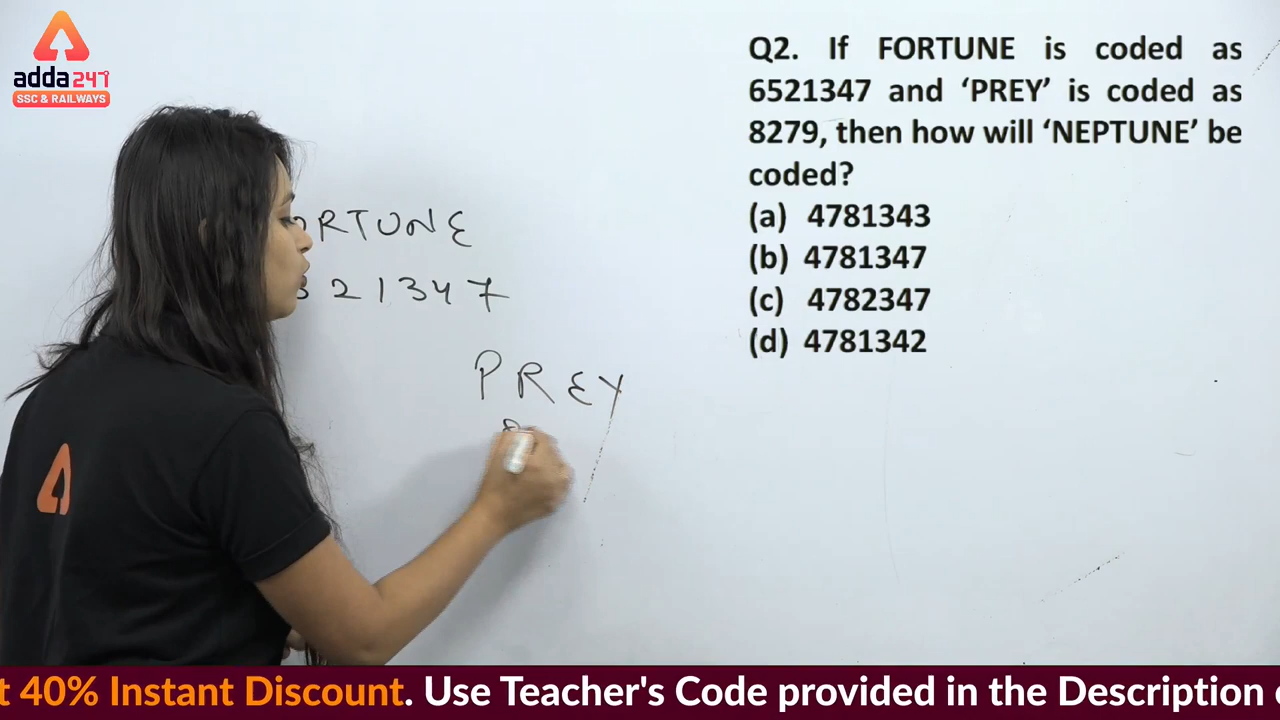 adda247
SSC & RAILWAYS
Q2. If FORTUNE is coded as
6521347 and ‘PREY’ is coded as
8279, then how will ‘NEPTUNE’ be
coded?
(a) 4781343
(b) 4781347
(c) 4782347
(d) 4781342
ORTUNE
21347
PREY
8
t 40% Instant Discount. Use Teacher's Code provided in the Description